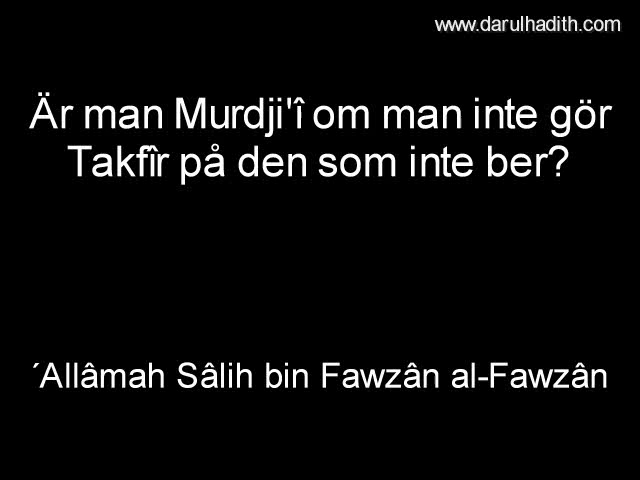 www.darulhadith.com
Är man Murdji'î om man inte gör
Takfîr på den som inte ber?
´Allâmah Sâlih bin Fawzân al-Fawzân